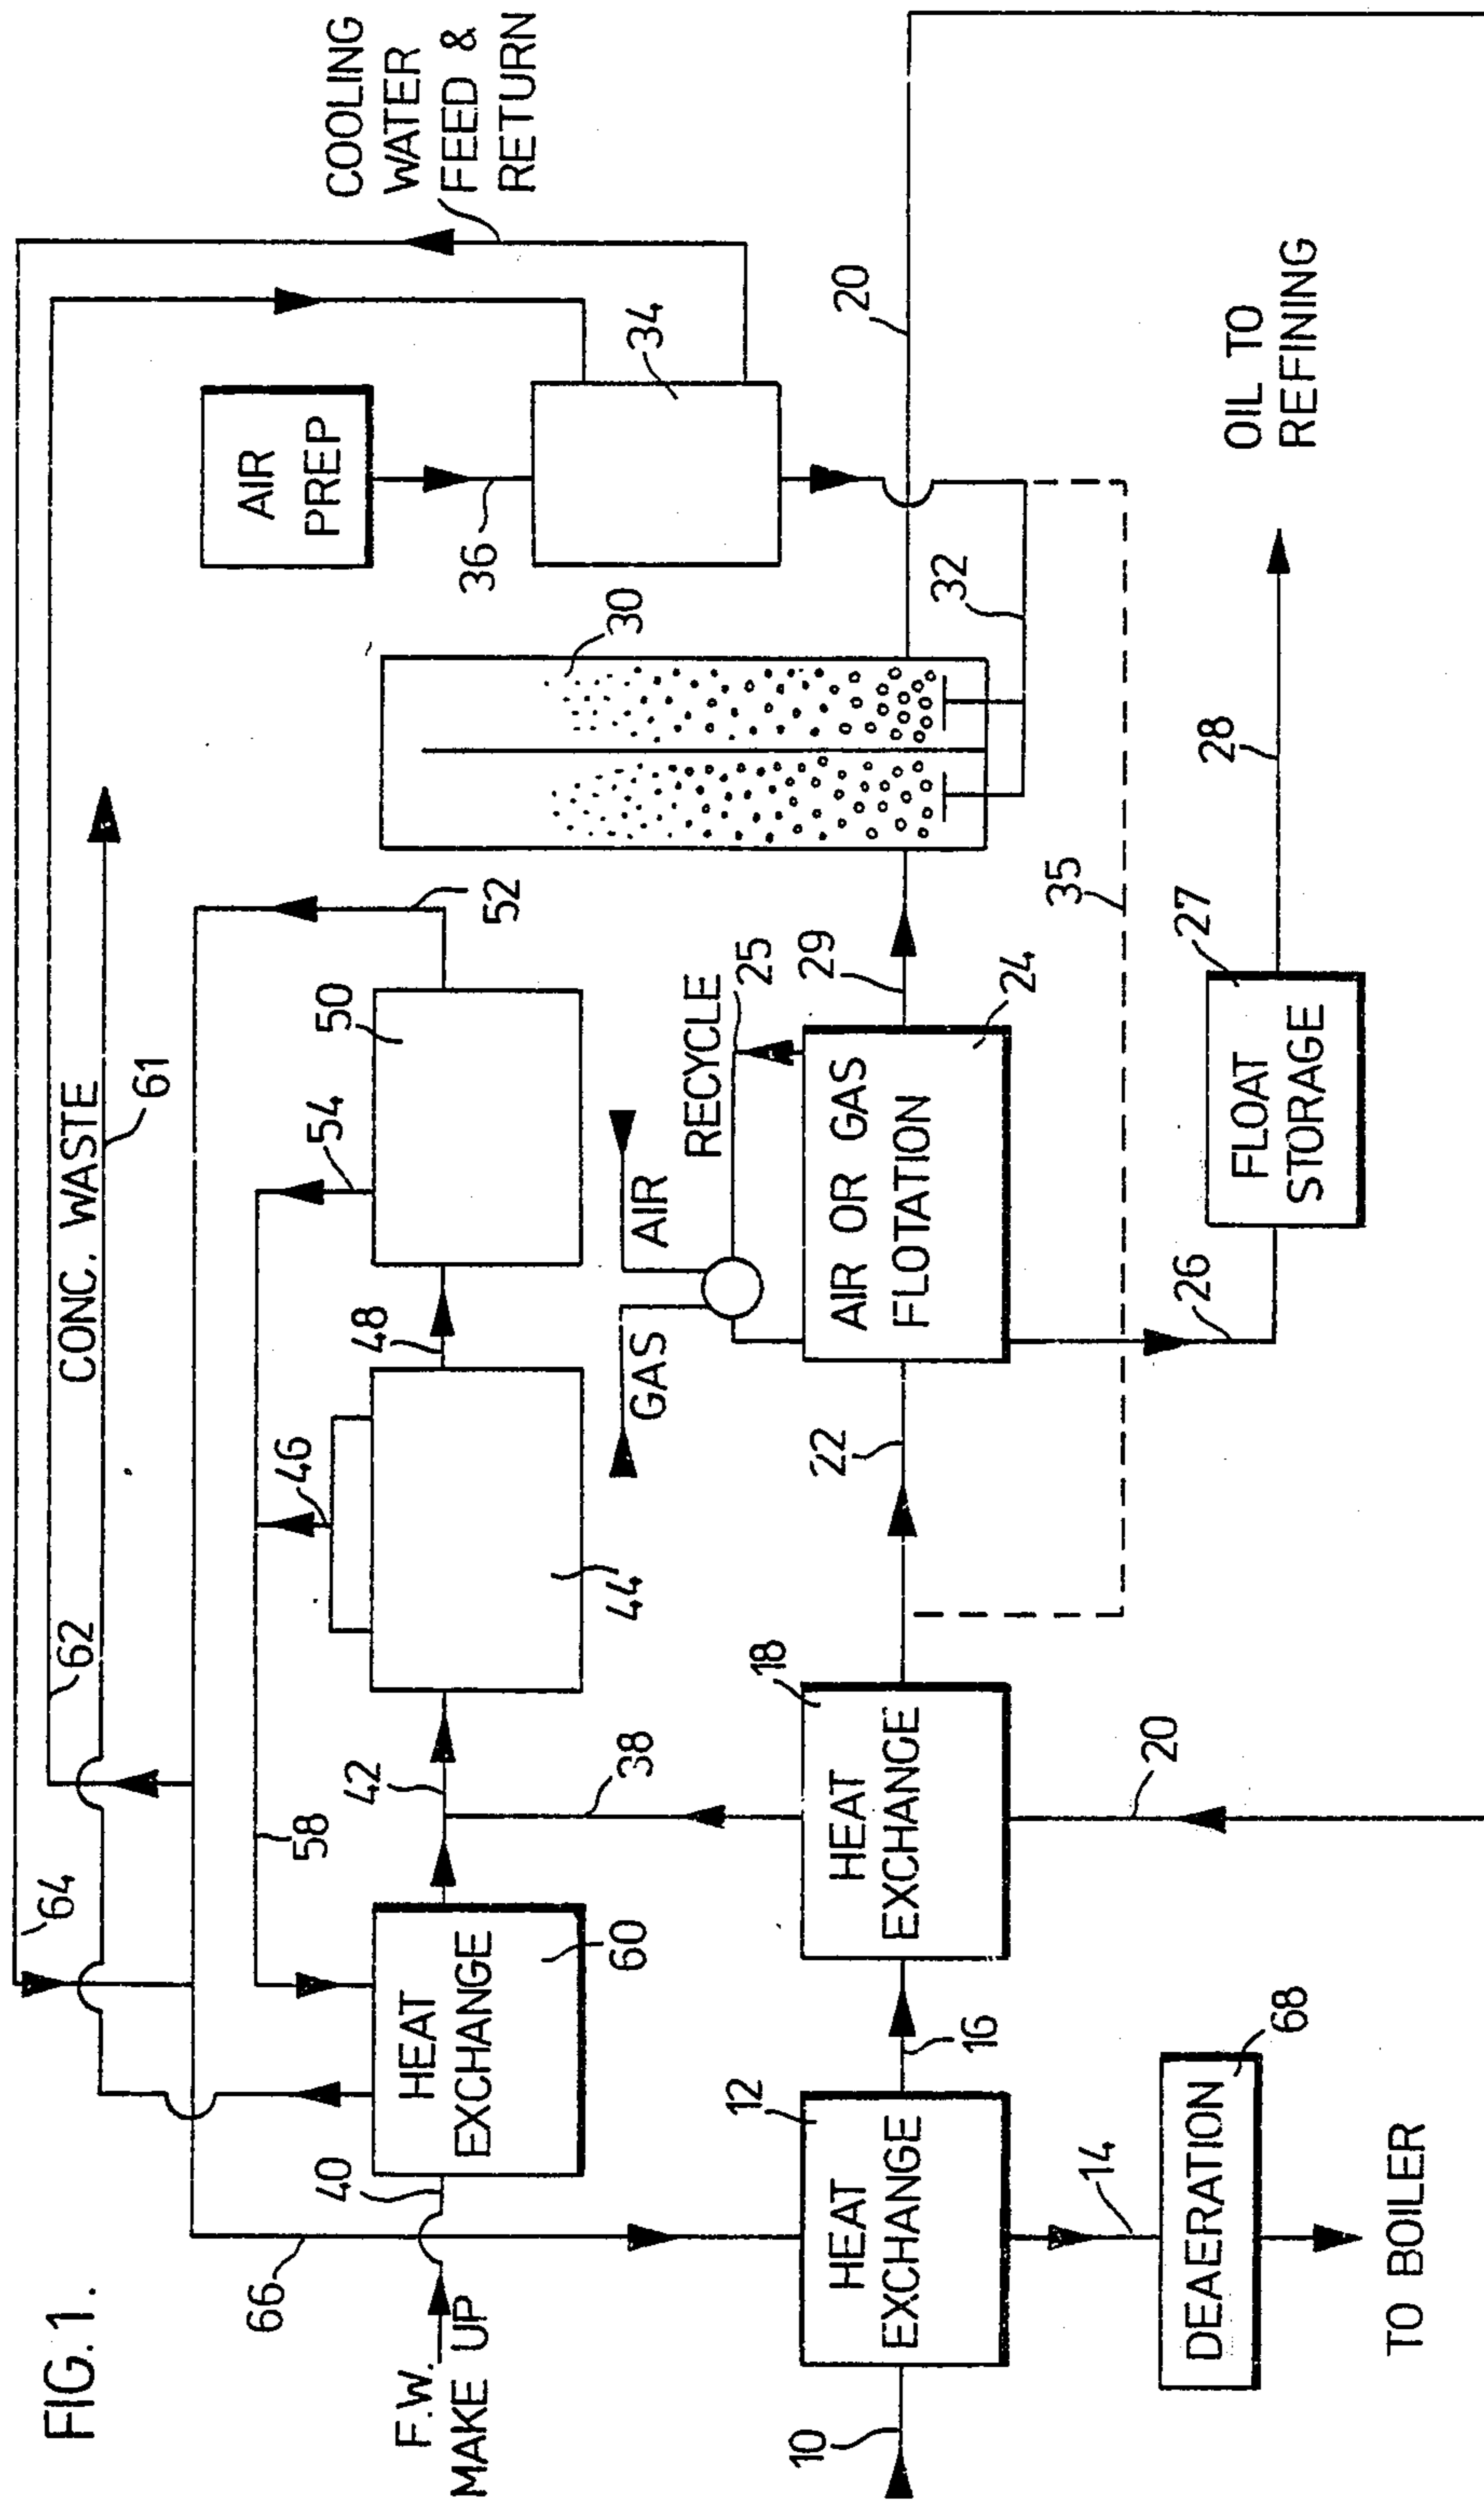 FIG.1.
COOLING
WATER
FEED &
RETURN
CONC. WASTE
61
62
64
AIR
PREP
36
34
30
20
32
52
50
54
48
46
44
42
58
38
HEAT
EXCHANGE
60
40
66
F.W.
MAKE UP
GAS
AIR
RECYCLE
25
29
AIR OR GAS
FLOTATION
24
22
35
18
HEAT
EXCHANGE
20
16
12
HEAT
EXCHANGE
10
14
DEAERATION
68
TO BOILER
26
FLOAT
STORAGE
27
28
OIL TO
REFINING